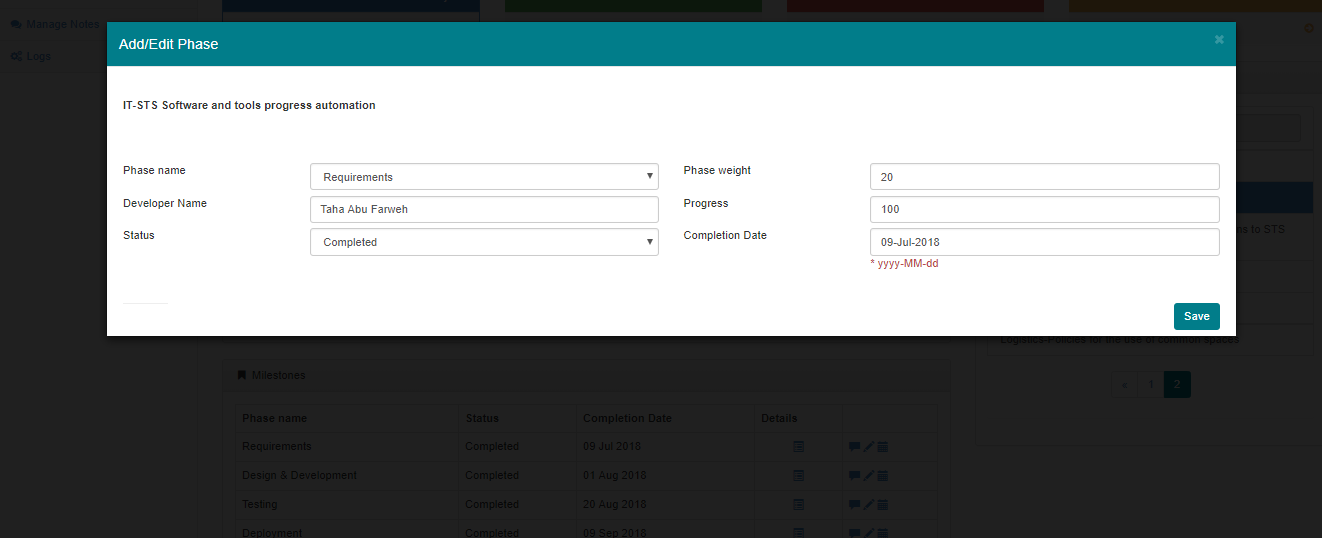 Manage Notes
Logs
Add/Edit Phase
×
IT-STS Software and tools progress automation
Phase name
Requirements
Phase weight
20
Developer Name
Taha Abu Farweh
Progress
100
Status
Completed
Completion Date
09-Jul-2018
* yyyy-MM-dd
Save
ns to STS
Logistics-Policies for the use of common spaces
« 1 2
Milestones
Phase name Status Completion Date Details
Requirements Completed 09 Jul 2018
Design & Development Completed 01 Aug 2018
Testing Completed 20 Aug 2018
Deployment Completed 09 Sep 2018